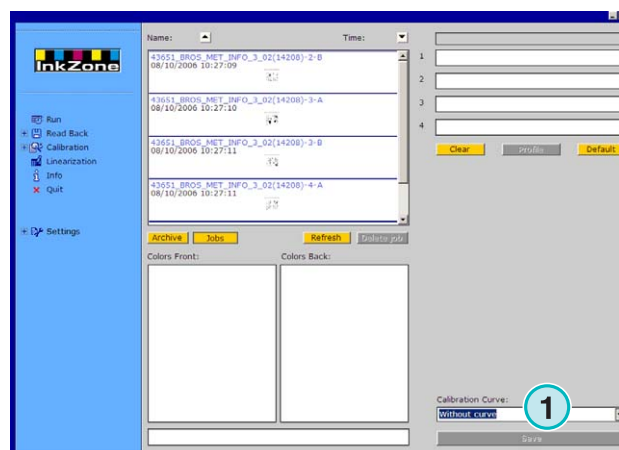 InkZone
Run
Read Back
Calibration
Linearization
Info
Quit
Settings
Name:
Time:
43651_BROS_MET_INFO_3_02(14208)-2-B
08/10/2006 10:27:09
43651_BROS_MET_INFO_3_02(14208)-3-A
08/10/2006 10:27:10
43651_BROS_MET_INFO_3_02(14208)-3-B
08/10/2006 10:27:11
43651_BROS_MET_INFO_3_02(14208)-4-A
08/10/2006 10:27:11
Archive
Jobs
Refresh
Delete job
Colors Front:
Colors Back:
1
2
3
4
Clear
Profile
Default
Calibration Curve:
Without curve
1
Save